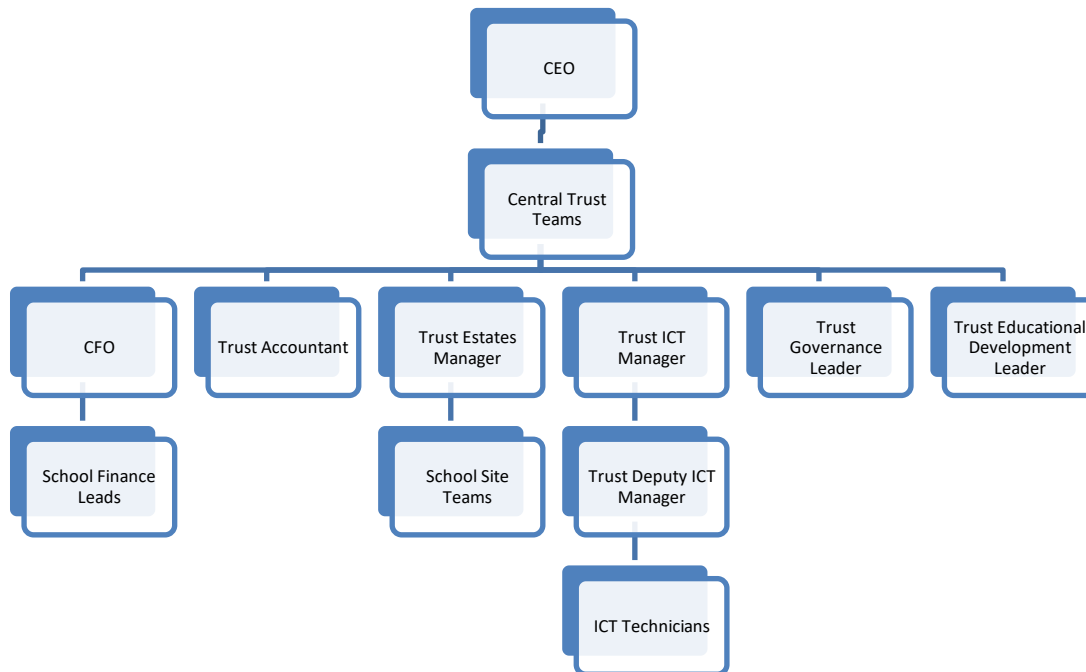 CEO
Central Trust
Teams
CFO
Trust Accountant
Trust Estates
Manager
Trust ICT
Manager
Trust
Governance
Leader
Trust Educational
Development
Leader
School Finance
Leads
School Site
Teams
Trust Deputy ICT
Manager
ICT Technicians